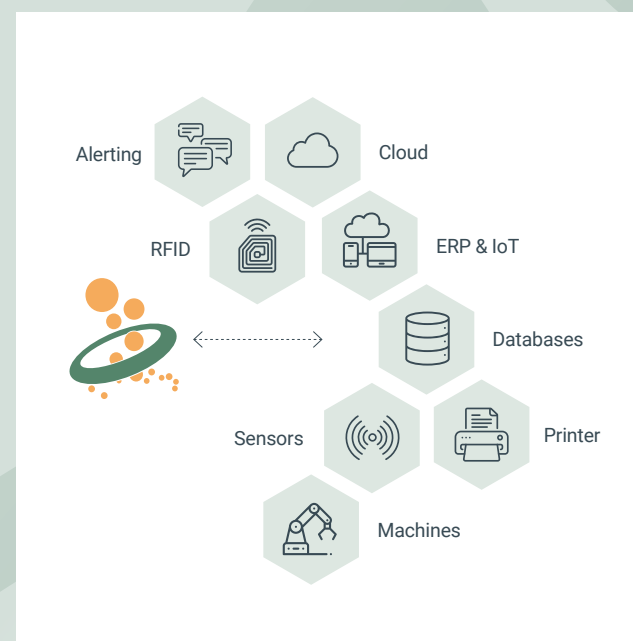 Alerting
Cloud
RFID
ERP & IoT
Databases
Sensors
Printer
Machines